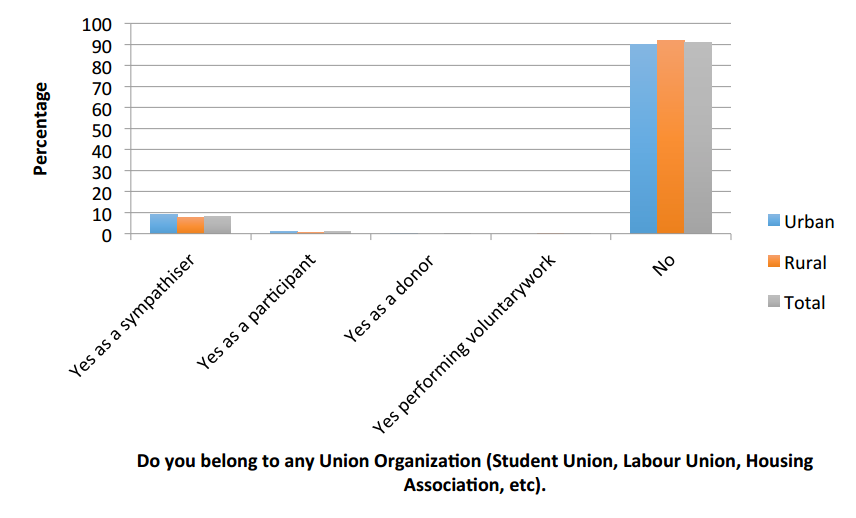 100
90
80
70
60
50
40
30
20
10
0
Percentage
Yes as a sympathiser
Yes as a participant
Yes as a donor
Yes performing voluntarywork
No
Urban
Rural
Total
Do you belong to any Union Organization (Student Union, Labour Union, Housing
Association, etc).